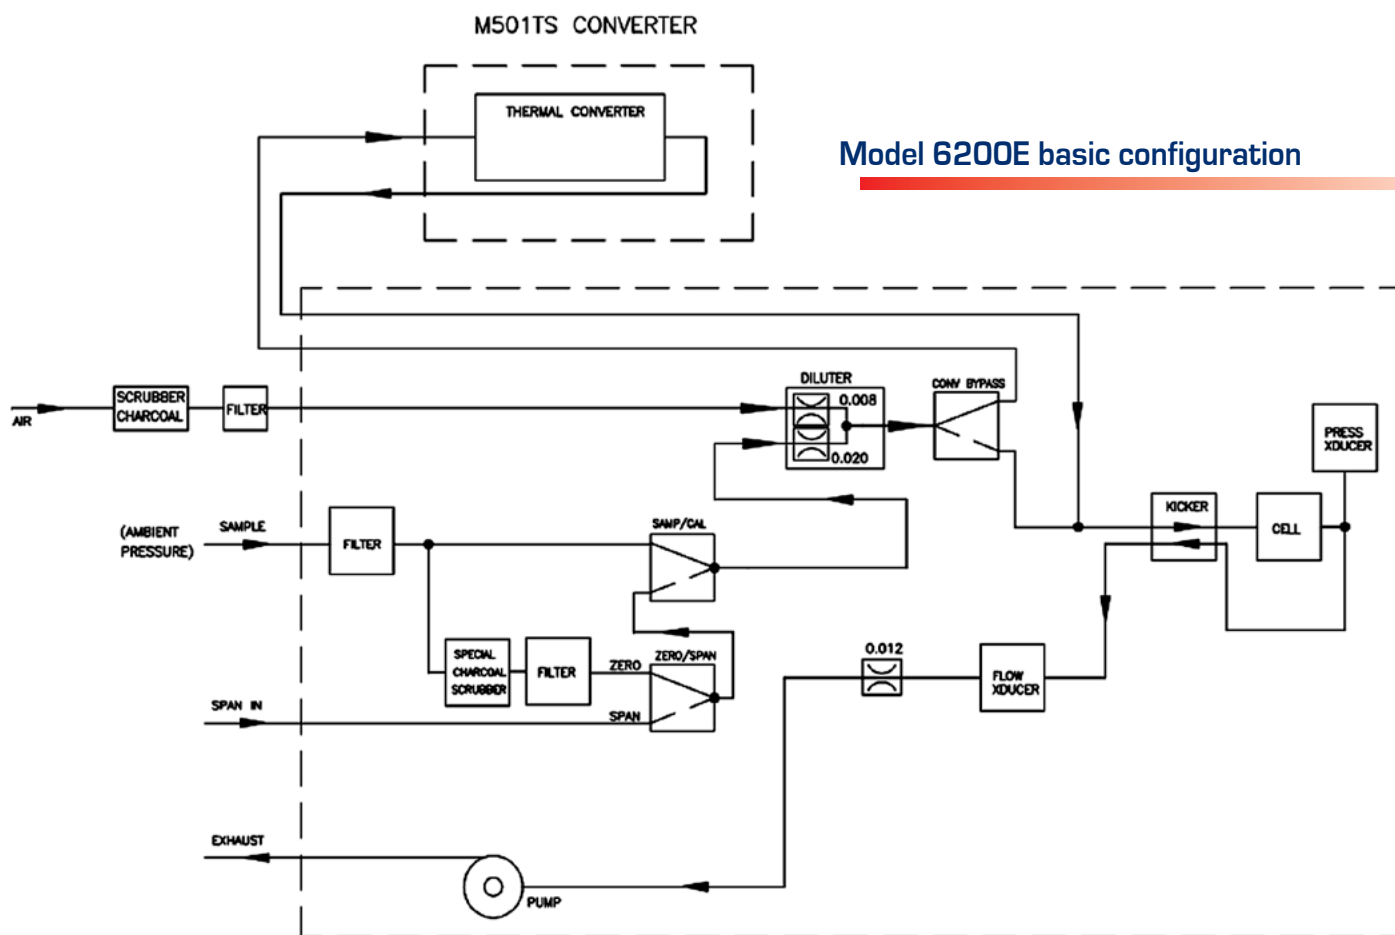 M501TS CONVERTER
THERMAL CONVERTER
Model 6200E basic configuration
SCRUBBER
CHARCOAL
FILTER
AIR
DILUTER
0.008
0.020
CONV BYPASS
PRESS
XDUCER
(AMBIENT
PRESSURE)
SAMPLE
FILTER
SAMP/CAL
KICKER
CELL
SPECIAL
CHARCOAL
SCRUBBER
FILTER
ZERO
ZERO/SPAN
SPAN
SPAN IN
0.012
FLOW
XDUCER
EXHAUST
PUMP